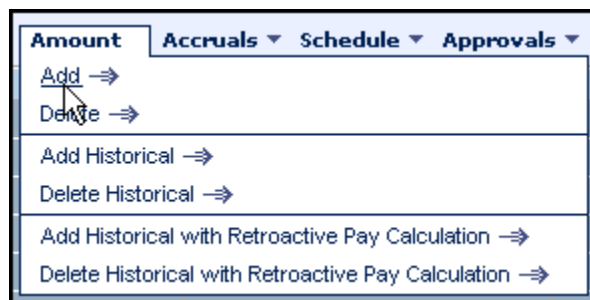 Amount Accruals Schedule Approvals
Add
Delete
Add Historical
Delete Historical
Add Historical with Retroactive Pay Calculation
Delete Historical with Retroactive Pay Calculation